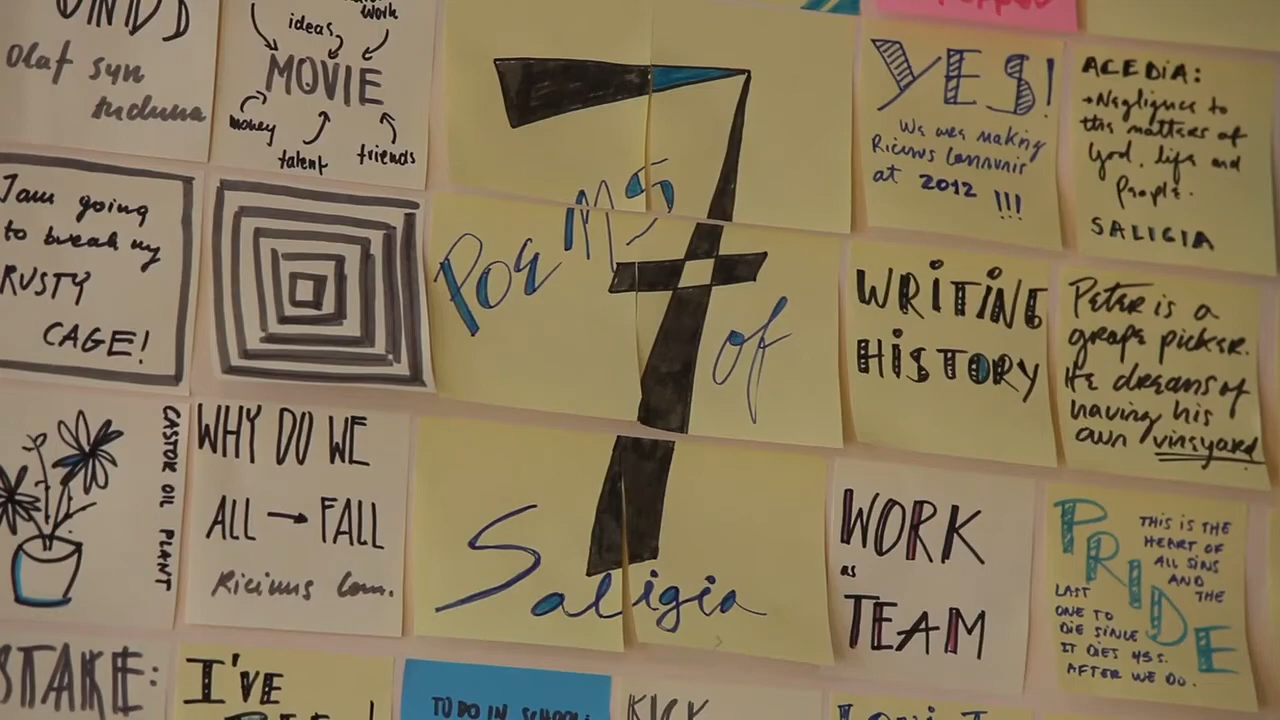 Olaf Syn
work
ideas
MOVIE
money
talent
friends
7
POEMS
of
Saligia
YES!
We are making
Ricinus Communis
at 2012 !!!
ACEDIA:
→Negligence to
the matters of
God, life and
People.
SALIGIA
I am going
to break my
RUSTY
CAGE!
WRITING
HISTORY
PETER IS a
grape picker.
He dreams of
having his
own vineyard
CASTOR OIL PLANT
WHY DO WE
ALL → FALL
Ricinus Com.
WORK
as
TEAM
PRIDE
THIS IS THE
HEART OF
ALL SINS
AND
THE
LAST
ONE TO
DIE SINCE
IT DIES 45 S.
AFTER WE DO.
STAKE:
I'VE
TO DO IN SCHOOL
KICK